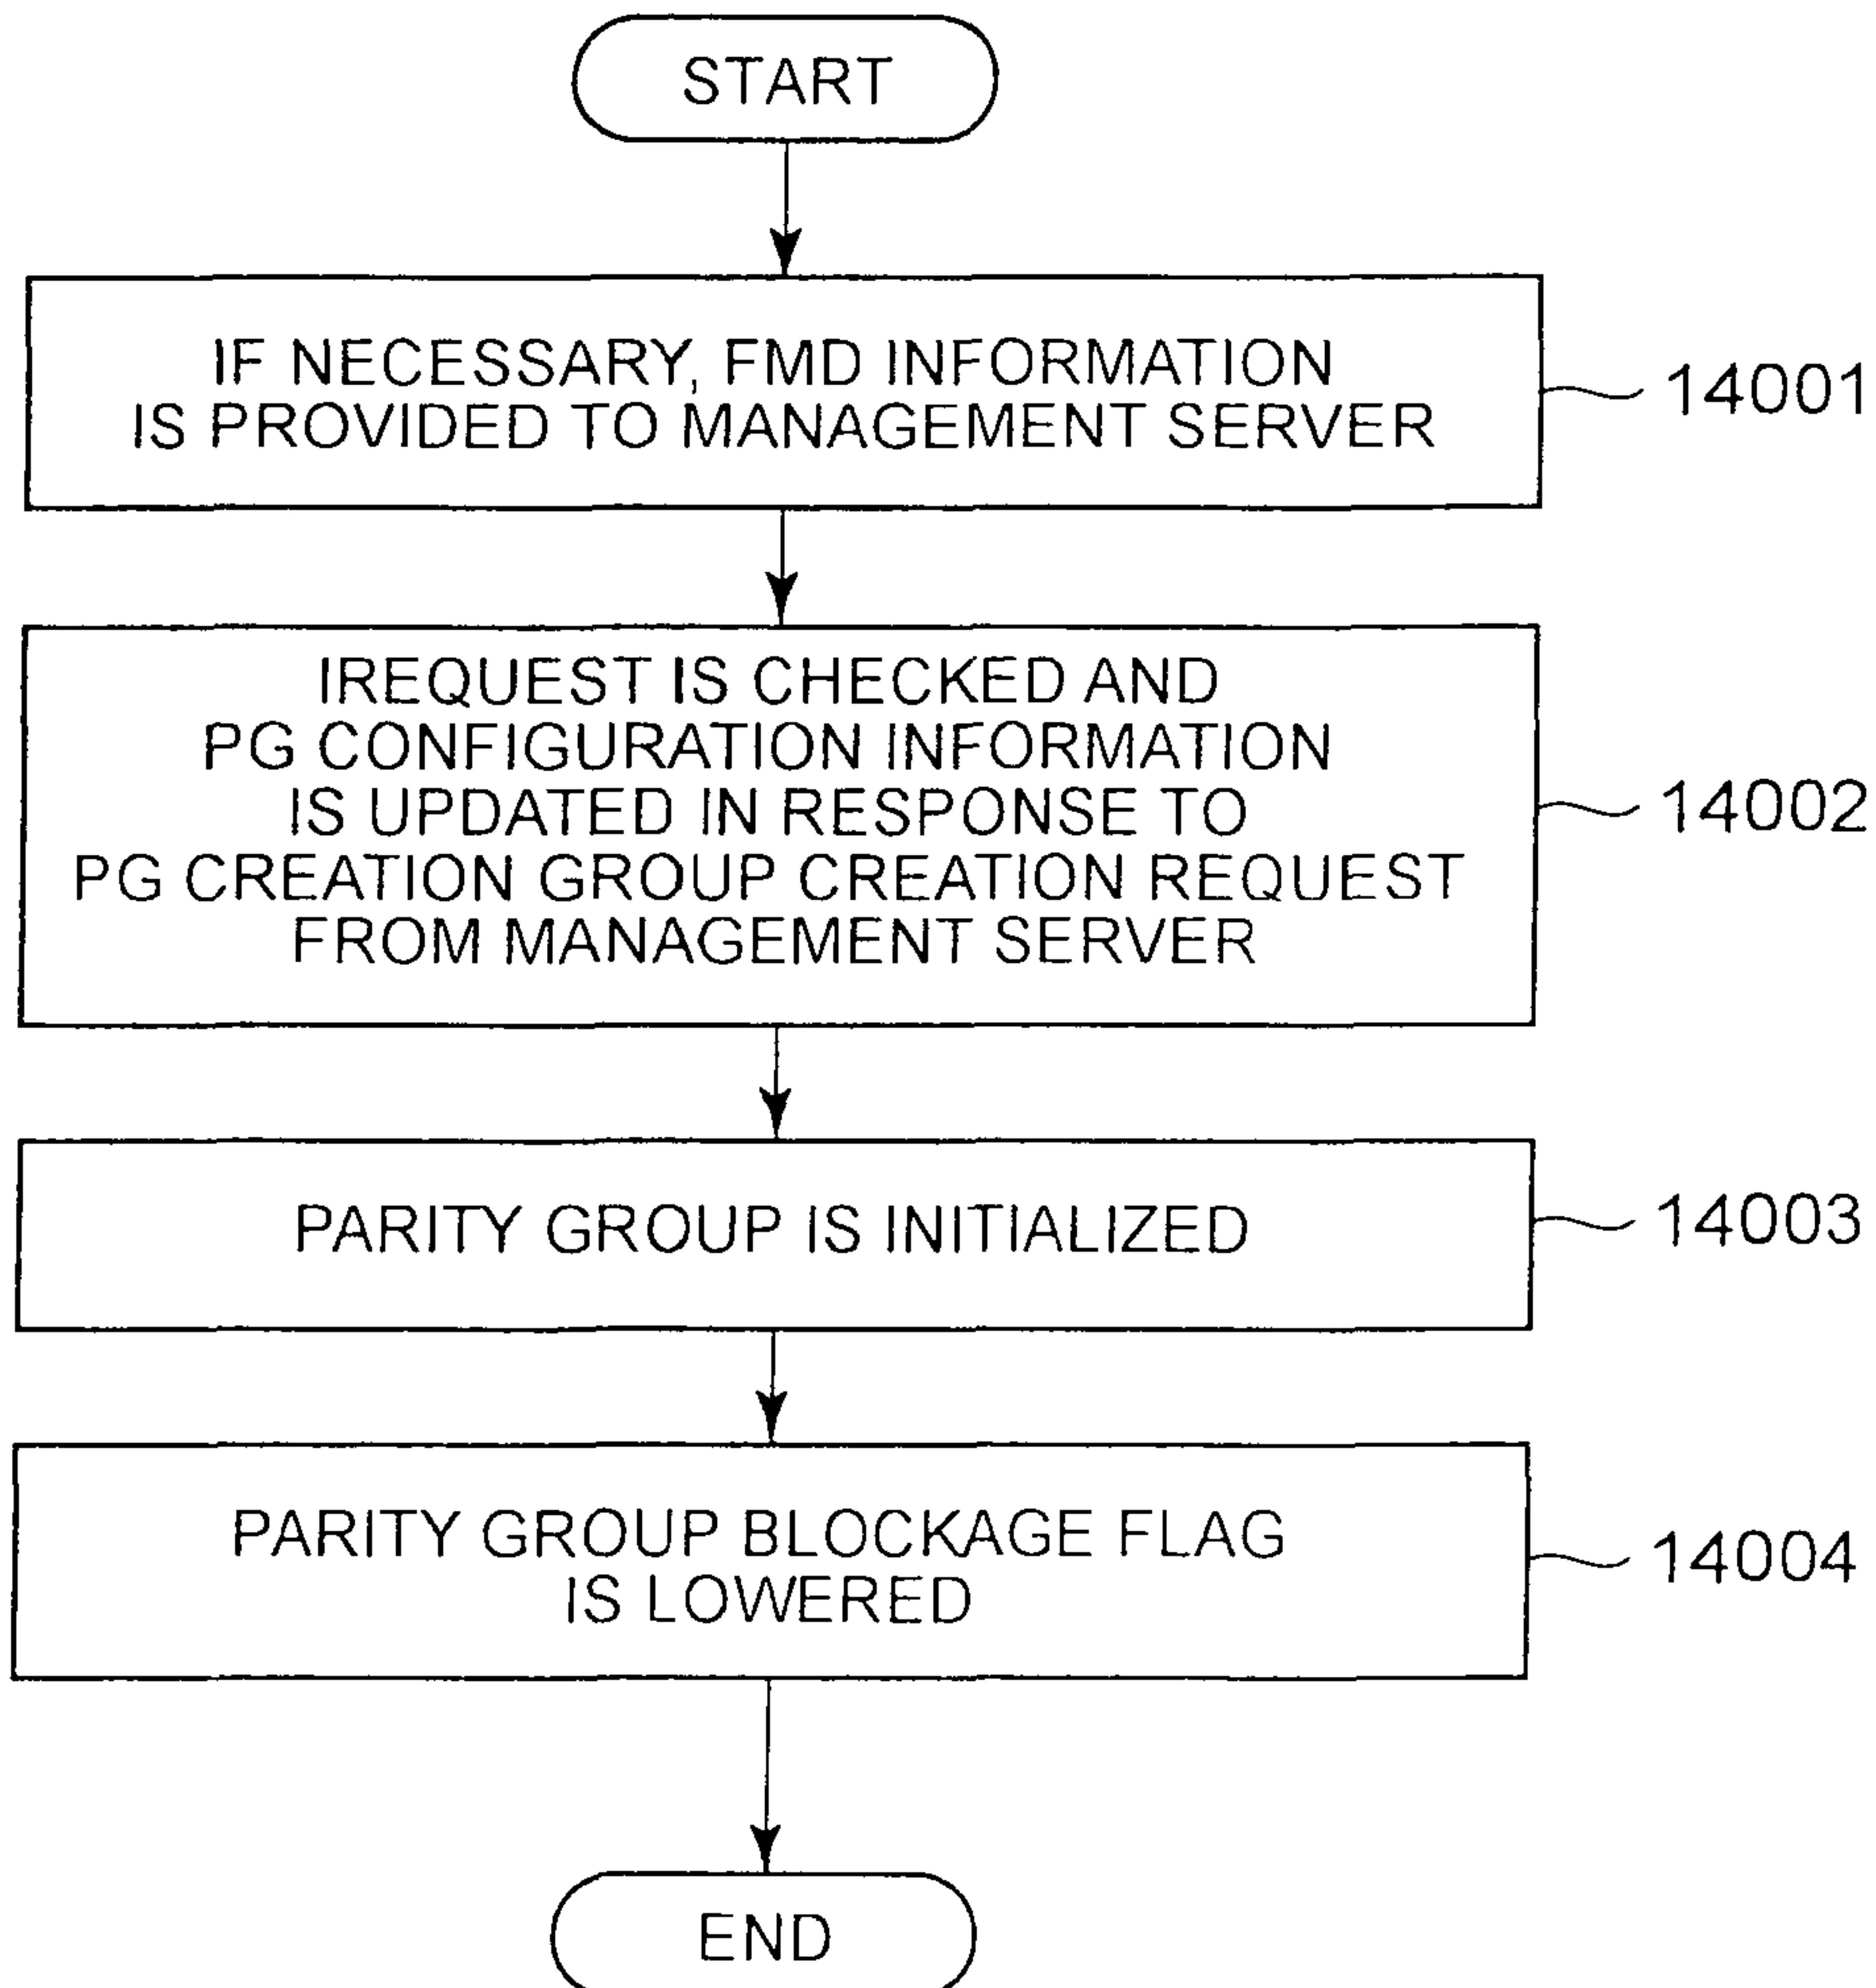 START
IF NECESSARY, FMD INFORMATION
IS PROVIDED TO MANAGEMENT SERVER
14001
IREQUEST IS CHECKED AND
PG CONFIGURATION INFORMATION
IS UPDATED IN RESPONSE TO
PG CREATION GROUP CREATION REQUEST
FROM MANAGEMENT SERVER
14002
PARITY GROUP IS INITIALIZED
14003
PARITY GROUP BLOCKAGE FLAG
IS LOWERED
14004
END